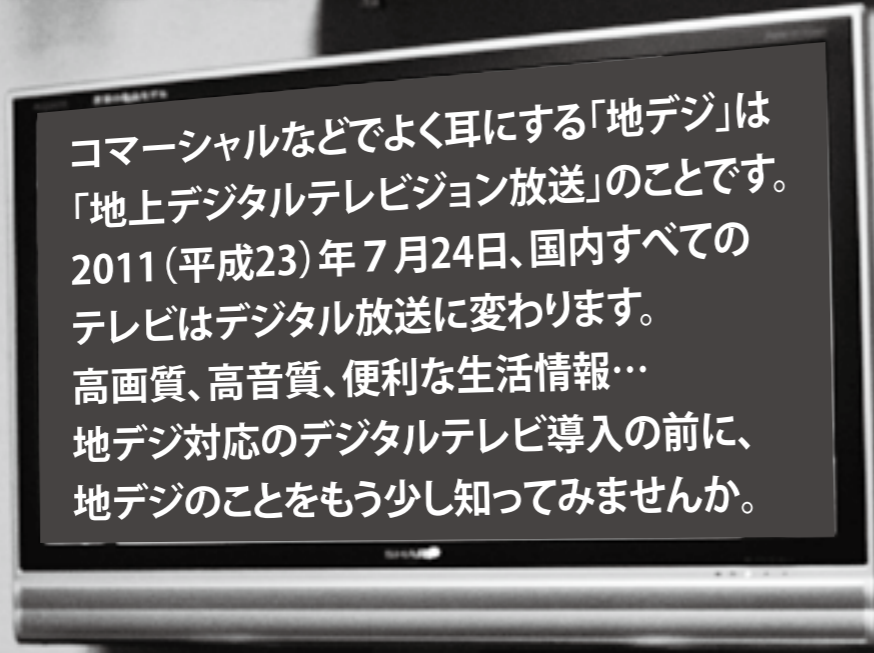 コマーシャルなどでよく耳にする「地デジ」は
「地上デジタルテレビジョン放送」のことです。
2011（平成23）年７月24日、国内すべての
テレビはデジタル放送に変わります。
高画質、高音質、便利な生活情報…
地デジ対応のデジタルテレビ導入の前に、
地デジのことをもう少し知ってみませんか。